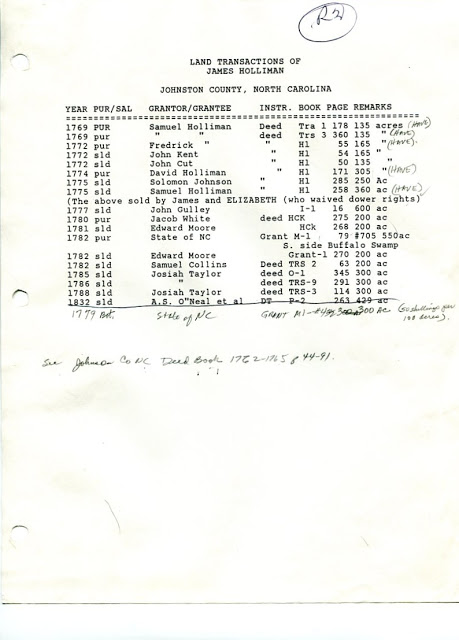 R21
LAND TRANSACTIONS OF
JAMES HOLLIMAN
JOHNSTON COUNTY, NORTH CAROLINA
YEAR PUR/SAL GRANTOR/GRANTEE INSTR. BOOK PAGE REMARKS
1769 PUR Samuel Holliman Deed Tra 1 178 135 acres (HAVE)
1769 pur " " deed Trs 3 360 135 " (HAVE)
1772 pur Fredrick " " H1 55 165 " (HAVE).
1772 sld John Kent " H1 54 165 "
1772 sld John Cut " H1 50 135 "
1774 pur David Holliman " H1 171 305 " (HAVE)
1775 sld Solomon Johnson " H1 285 250 Ac
1775 sld Samuel Holliman " H1 258 360 ac (HAVE)
(The above sold by James and ELIZABETH (who waived dower rights)
1777 sld John Gulley I-1 16 600 ac
1780 pur Jacob White deed HCK 275 200 ac
1781 sld Edward Moore HCk 268 200 ac
1782 pur State of NC Grant M-1 79 #705 550ac
S. side Buffalo Swamp
1782 sld Edward Moore Grant-1 270 200 ac
1782 sld Samuel Collins Deed TRS 2 63 200 ac
1785 sld Josiah Taylor deed O-1 345 300 ac
1786 sld " deed TRS-9 291 300 ac
1788 sld Josiah Taylor deed TRS-3 114 300 ac
1832 sld A.S. O"Neal et al DT P-2 263 429 ac
1779 State of NC GRANT M1- 300 AC (50 shillings per
100 acres).
See Johnson Co NC Deed Book 1762-1765 p 44-91.